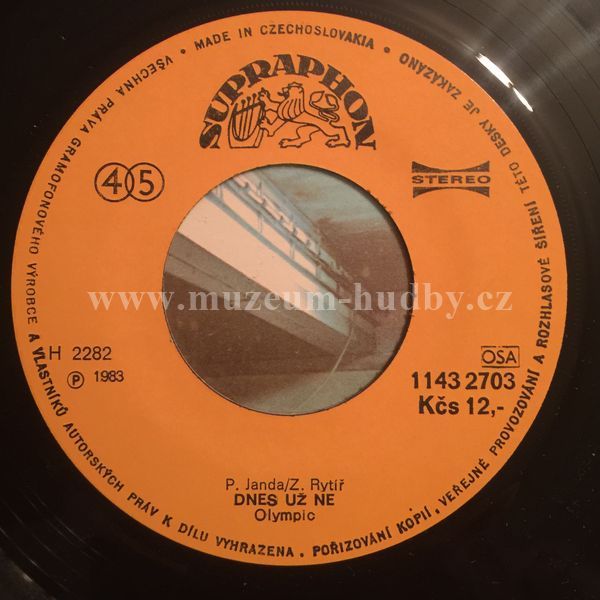 VŠECHNA PRÁVA GRAMOFONOVÉHO VÝROBCE A VLASTNÍKŮ AUTORSKÝCH PRÁV K DÍLU VYHRAZENA. POŘIZOVÁNÍ KOPIÍ, VEŘEJNÉ PROVOZOVÁNÍ A ROZHLASOVÉ ŠÍŘENÍ TÉTO DESKY JE ZAKÁZÁNO
• MADE IN CZECHOSLOVAKIA •
SUPRAPHON
45
STEREO
www.muzeum-hudby.cz
H 2282
Ⓟ 1983
OSA
1143 2703
Kčs 12,-
P. Janda/Z. Rytíř
DNES UŽ NE
Olympic